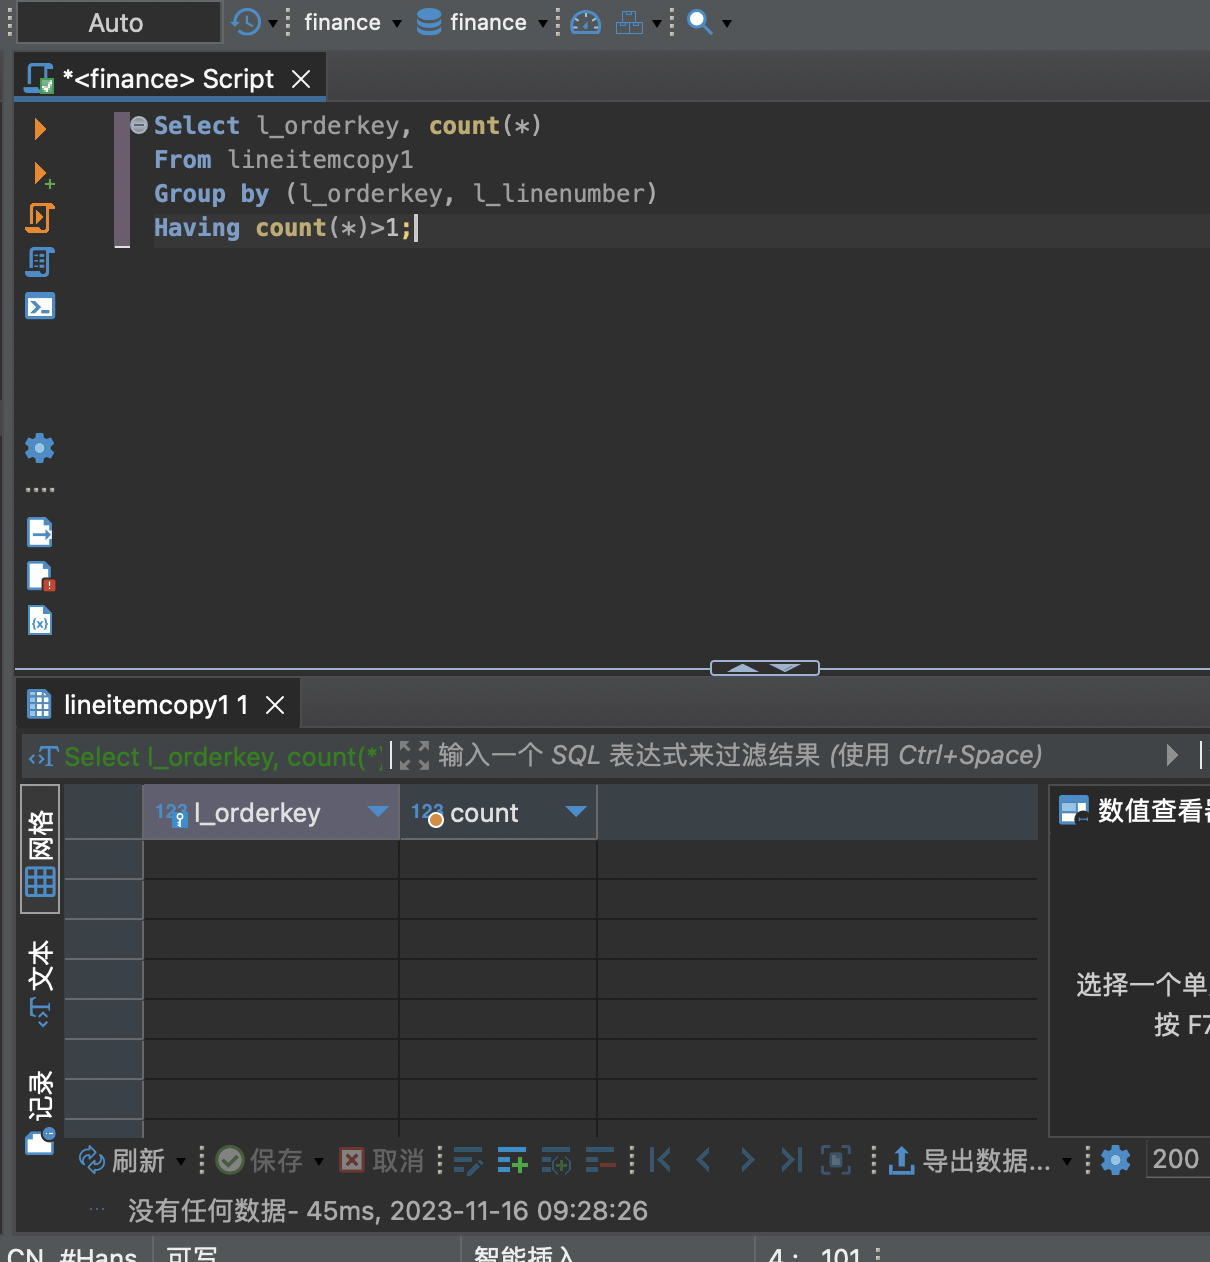 Auto finance finance
*<finance> Script
Select l_orderkey, count(*)
From lineitemcopy1
Group by (l_orderkey, l_linenumber)
Having count(*)>1;
lineitemcopy1 1
Select l_orderkey, count(* 输入一个 SQL 表达式来过滤结果 (使用 Ctrl+Space)
网格
文本
记录
123 l_orderkey 123 count
数值查看器
选择一个单
按 F7
刷新 保存 取消 导出数据... 200
没有任何数据- 45ms, 2023-11-16 09:28:26
CN_#Hans 可写 智能插入 4 : 101